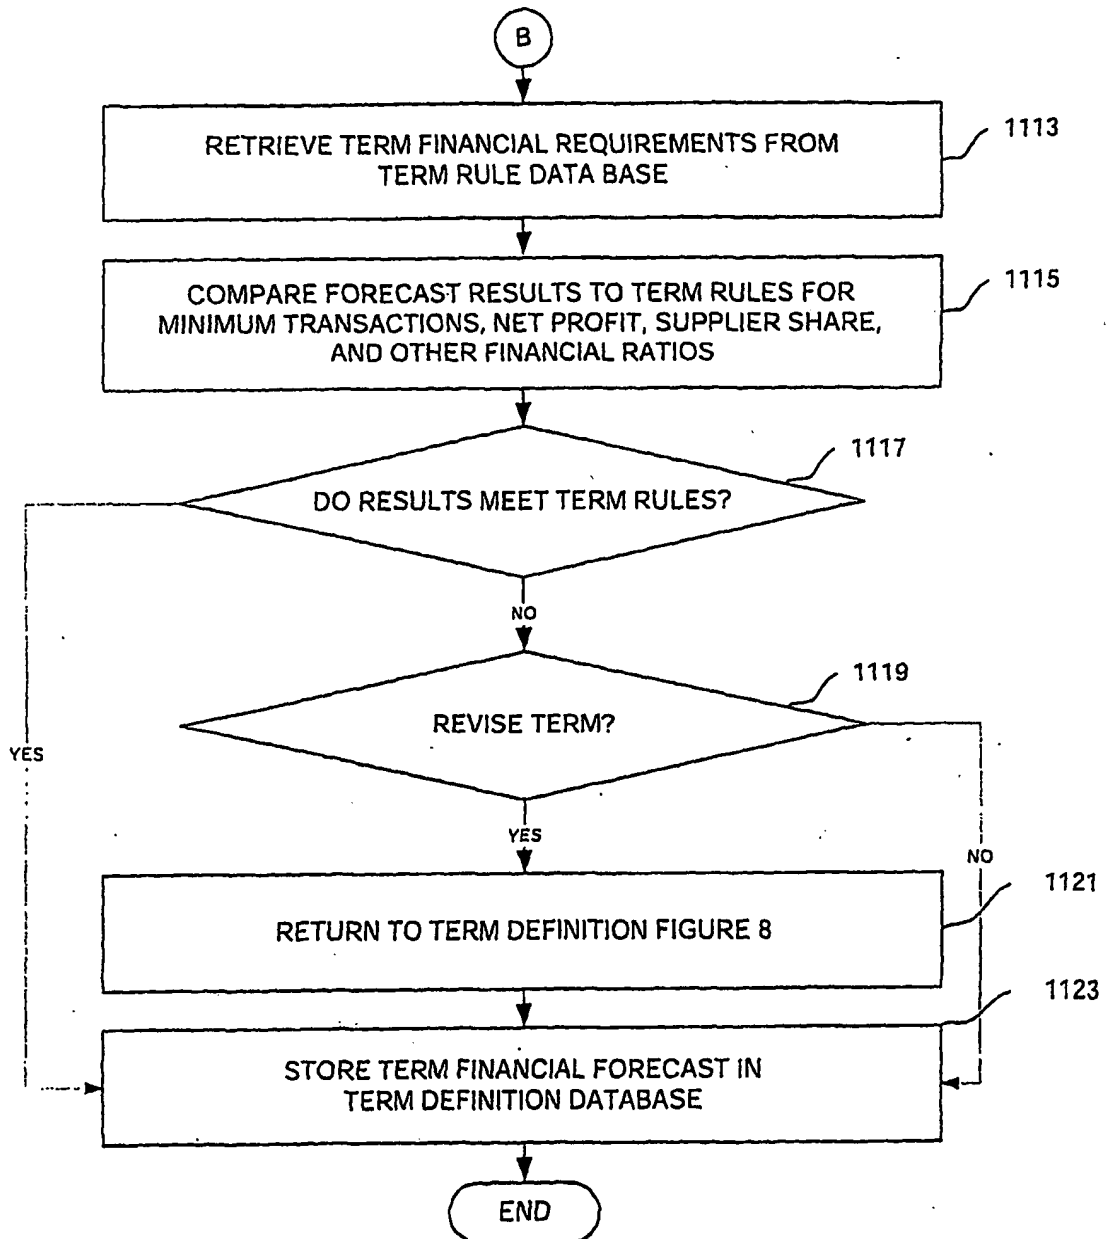 B
RETRIEVE TERM FINANCIAL REQUIREMENTS FROM
TERM RULE DATA BASE
1113
COMPARE FORECAST RESULTS TO TERM RULES FOR
MINIMUM TRANSACTIONS, NET PROFIT, SUPPLIER SHARE,
AND OTHER FINANCIAL RATIOS
1115
1117
DO RESULTS MEET TERM RULES?
NO
1119
REVISE TERM?
YES
YES
NO
1121
RETURN TO TERM DEFINITION FIGURE 8
1123
STORE TERM FINANCIAL FORECAST IN
TERM DEFINITION DATABASE
END